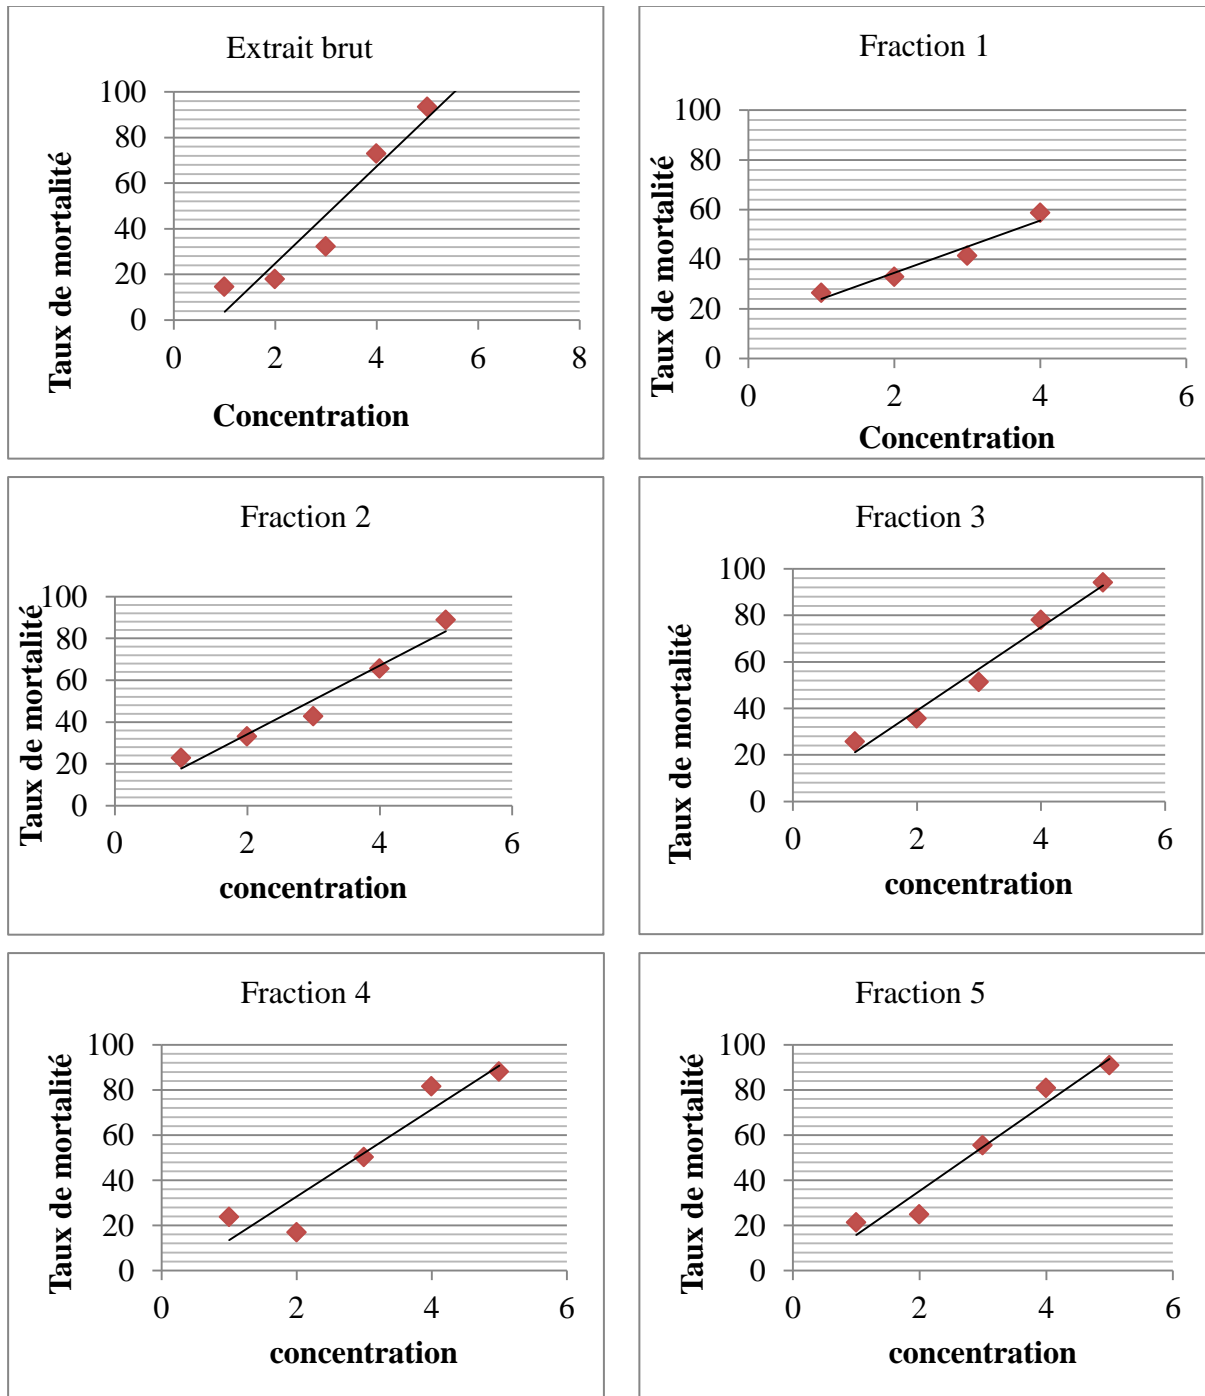 Extrait brut
Taux de mortalité
100
80
60
40
20
0
0 2 4 6 8
Concentration
Fraction 1
Taux de mortalité
100
80
60
40
20
0
0 2 4 6
Concentration
Fraction 2
Taux de mortalité
100
80
60
40
20
0
0 2 4 6
concentration
Fraction 3
Taux de mortalité
100
80
60
40
20
0
0 2 4 6
concentration
Fraction 4
Taux de mortalité
100
80
60
40
20
0
0 2 4 6
concentration
Fraction 5
Taux de mortalité
100
80
60
40
20
0
0 2 4 6
concentration